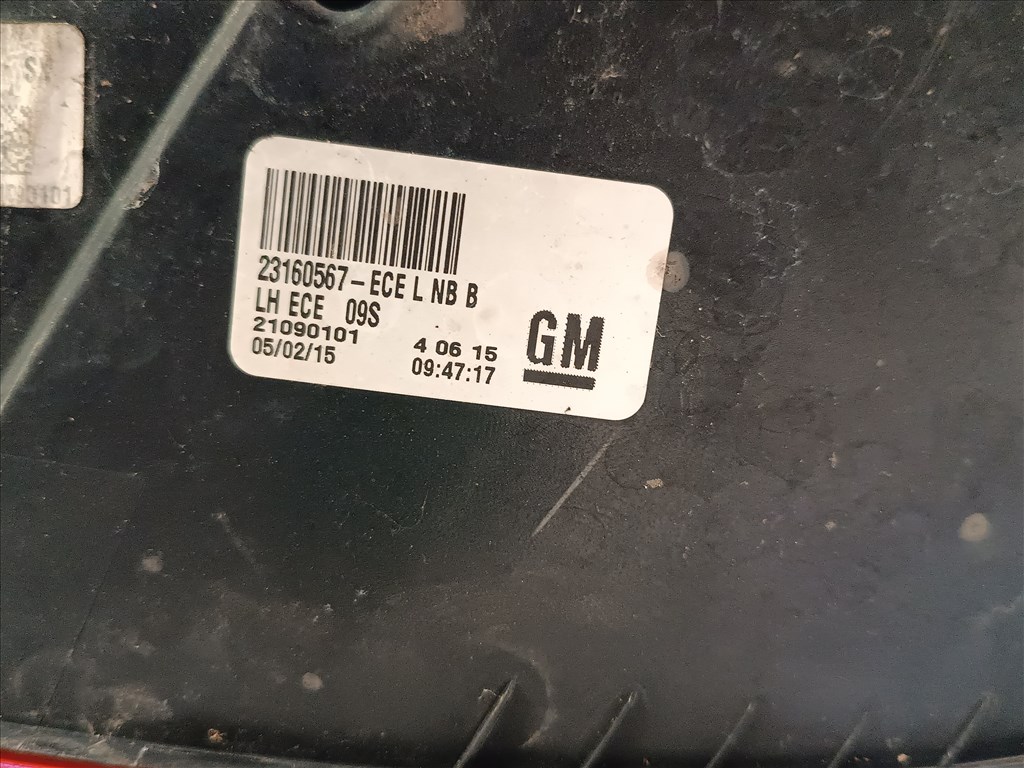 23160567-ECE L NB B
LH ECE 09S
21090101
05/02/15
4 06 15
09:47:17
GM